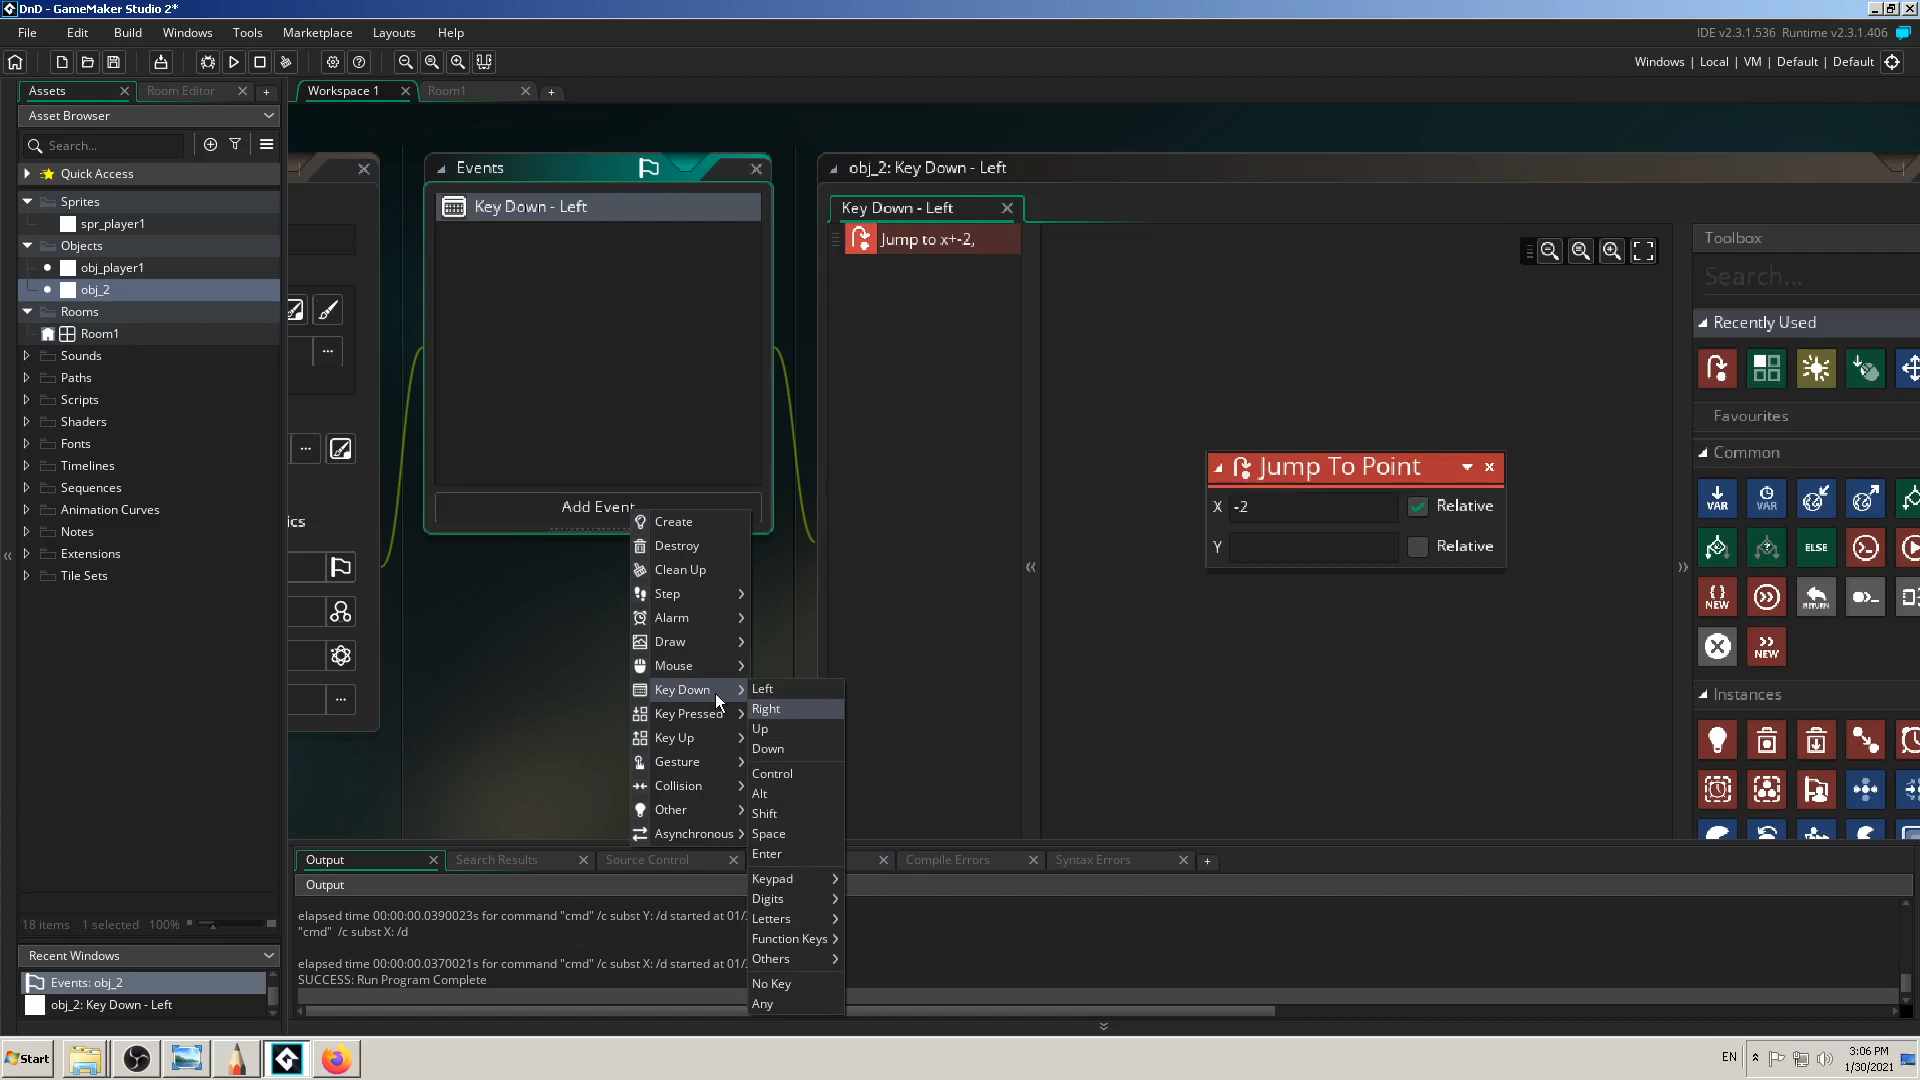 DnD - GameMaker Studio 2*
File Edit Build Windows Tools Marketplace Layouts Help
IDE v2.3.1.536 Runtime v2.3.1.406
Windows | Local | VM | Default | Default
Assets
Room Editor
Workspace 1
Room1
Asset Browser
Search...
Quick Access
Sprites
spr_player1
Objects
obj_player1
obj_2
Rooms
Room1
Sounds
Paths
Scripts
Shaders
Fonts
Timelines
Sequences
Animation Curves
Notes
Extensions
Tile Sets
18 items 1 selected 100%
Recent Windows
Events: obj_2
obj_2: Key Down - Left
ics
Events
Key Down - Left
Add Event
Create
Destroy
Clean Up
Step
Alarm
Draw
Mouse
Key Down
Key Pressed
Key Up
Gesture
Collision
Other
Asynchronous
Left
Right
Up
Down
Control
Alt
Shift
Space
Enter
Keypad
Digits
Letters
Function Keys
Others
No Key
Any
obj_2: Key Down - Left
Key Down - Left
Jump to x+-2,
Jump To Point
X -2 Relative
Y Relative
Toolbox
Search...
Recently Used
Favourites
Common
VAR
VAR
ELSE
NEW
RETURN
NEW
Instances
Output
Search Results
Source Control
Compile Errors
Syntax Errors
Output
elapsed time 00:00:00.0390023s for command "cmd" /c subst Y: /d started at 01/
"cmd" /c subst X: /d
elapsed time 00:00:00.0370021s for command "cmd" /c subst X: /d started at 01/
SUCCESS: Run Program Complete
Start
EN
3:06 PM
1/30/2021